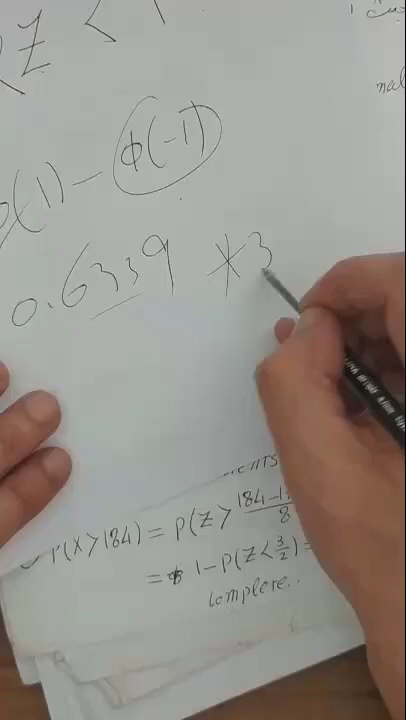 Z <
(1) - φ(-1)
0.6339 * 3
P(X>184) = P(Z > 184-1
8
= 1-P(Z< 3/2) =
complete..